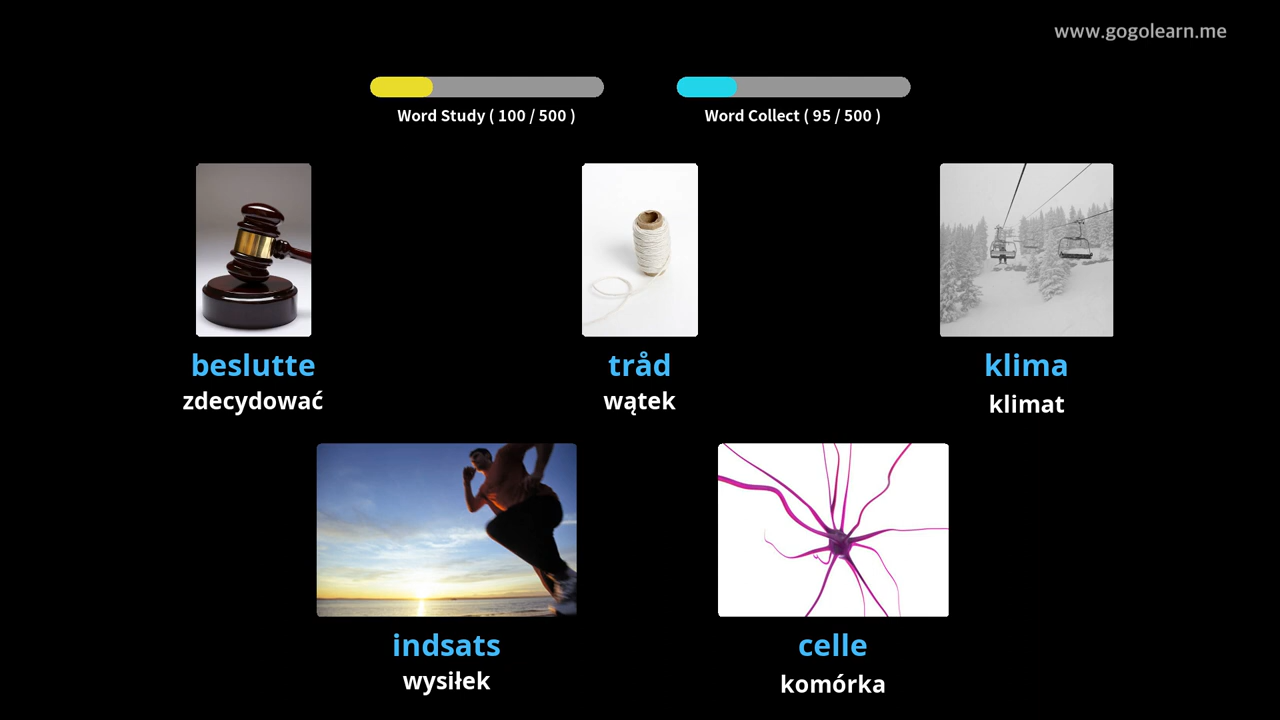 www.gogolearn.me
Word Study ( 100 / 500 )
Word Collect ( 95 / 500 )
beslutte
zdecydować
tråd
wątek
klima
klimat
indsats
wysiłek
celle
komórka